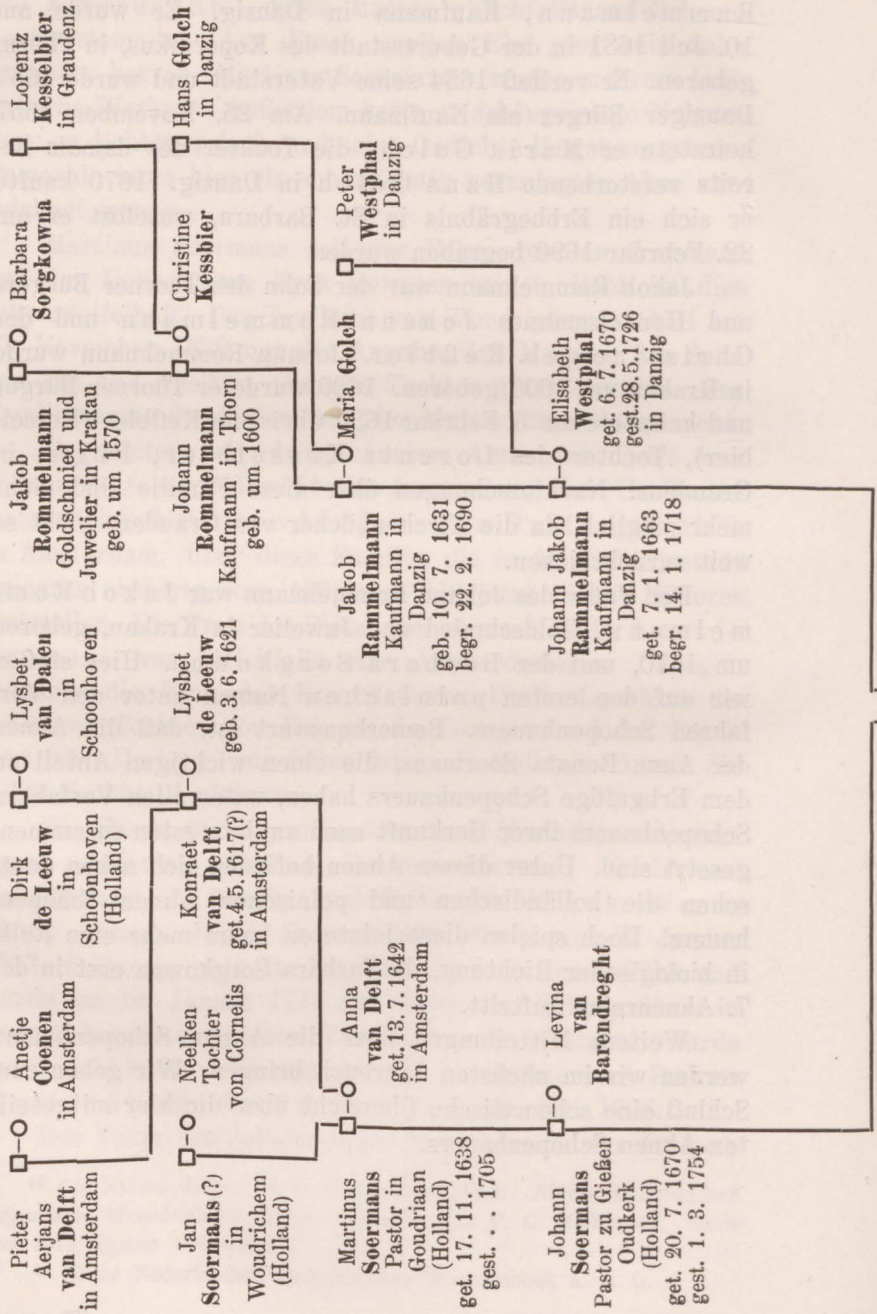 Pieter
Aerjans
van Delft
in Amsterdam
Anetje
Coenen
in Amsterdam
Dirk
de Leeuw
in
Schoonhoven
(Holland)
Lysbet
van Dalen
in
Schoonhoven
Jakob
Rammelmann
Goldschmied und
Juwelier in Krakau
geb. um 1570
Barbara
Sorgkowna
Lorentz
Kesselbier
in Graudenz
Jan
Soermans (?)
in
Woudrichem
(Holland)
Neelken
Tochter
von Cornelis
Konraet
van Delft
get. 4. 5. 1617(?)
in Amsterdam
Lysbet
de Leeuw
geb. 3. 6. 1621
Johann
Rammelmann
Kaufmann in Thorn
geb. um 1600
Christine
Kessbier
Hans Golch
in Danzig
Martinus
Soermans
Pastor in
Goudriaan
(Holland)
get. 17. 11. 1638
gest. . . 1705
Anna
van Delft
get. 13. 7. 1642
in Amsterdam
Jakob
Rammelmann
Kaufmann in
Danzig
geb. 10. 7. 1631
begr. 22. 2. 1690
Maria Golch
Peter
Westphal
in Danzig
Johann
Soermans
Pastor zu Gießen
Oudkerk
(Holland)
get. 20. 7. 1670
gest. 1. 3. 1754
Levina
van
Barneveght
Johann Jakob
Rammelmann
Kaufmann in
Danzig
get. 7. 1. 1663
begr. 14. 1. 1718
Elisabeth
Westphal
get. 6. 7. 1670
gest. 28. 5. 1726
in Danzig